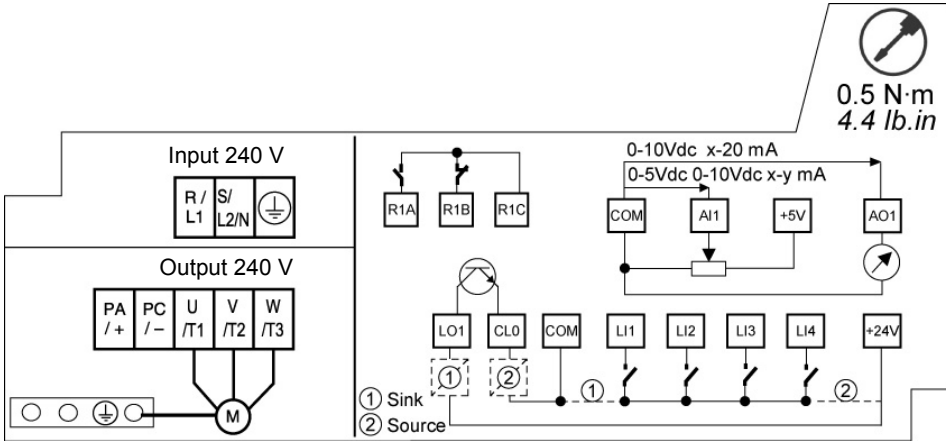 0.5 N·m
4.4 lb.in
Input 240 V
R / L1
S/ L2/N
Output 240 V
PA / +
PC / –
U /T1
V /T2
W /T3
M
R1A
R1B
R1C
0-10Vdc x-20 mA
0-5Vdc 0-10Vdc x-y mA
COM
AI1
+5V
AO1
LO1
CL0
COM
LI1
LI2
LI3
LI4
+24V
1
2
1
2
1 Sink
2 Source